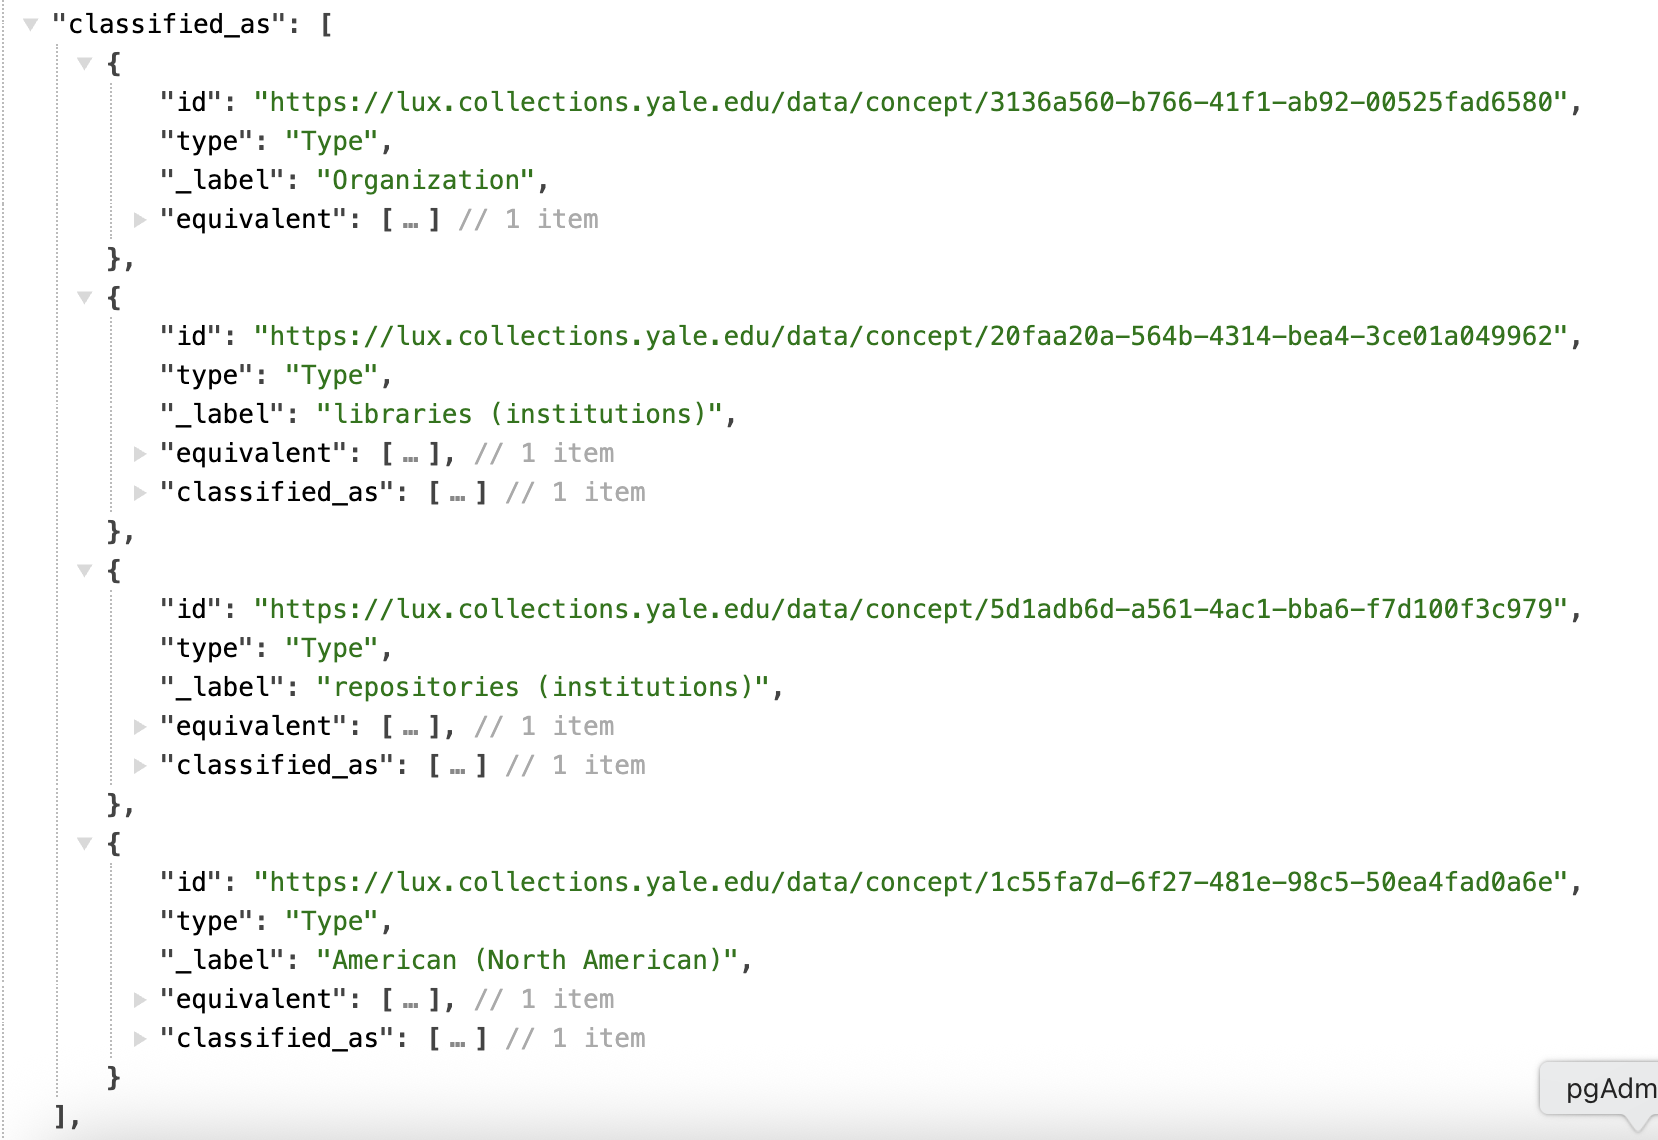 "classified_as": [
{
"id": "https://lux.collections.yale.edu/data/concept/3136a560-b766-41f1-ab92-00525fad6580",
"type": "Type",
"_label": "Organization",
"equivalent": [ … ] // 1 item
},
{
"id": "https://lux.collections.yale.edu/data/concept/20faa20a-564b-4314-bea4-3ce01a049962",
"type": "Type",
"_label": "libraries (institutions)",
"equivalent": [ … ], // 1 item
"classified_as": [ … ] // 1 item
},
{
"id": "https://lux.collections.yale.edu/data/concept/5d1adb6d-a561-4ac1-bba6-f7d100f3c979",
"type": "Type",
"_label": "repositories (institutions)",
"equivalent": [ … ], // 1 item
"classified_as": [ … ] // 1 item
},
{
"id": "https://lux.collections.yale.edu/data/concept/1c55fa7d-6f27-481e-98c5-50ea4fad0a6e",
"type": "Type",
"_label": "American (North American)",
"equivalent": [ … ], // 1 item
"classified_as": [ … ] // 1 item
}
],
pgAdm